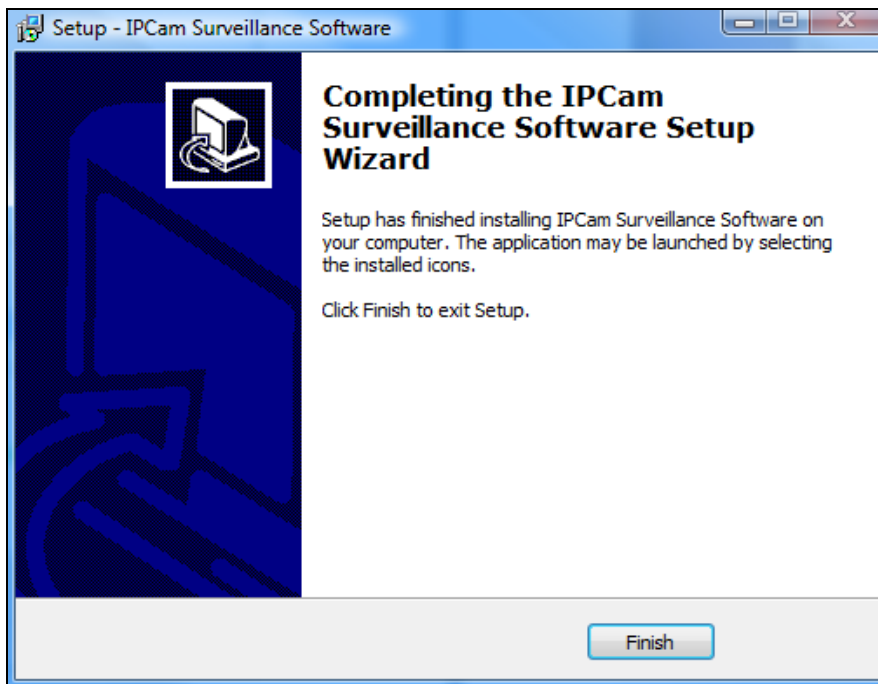 Setup - IPCam Surveillance Software
Completing the IPCam
Surveillance Software Setup
Wizard
Setup has finished installing IPCam Surveillance Software on
your computer. The application may be launched by selecting
the installed icons.
Click Finish to exit Setup.
Finish